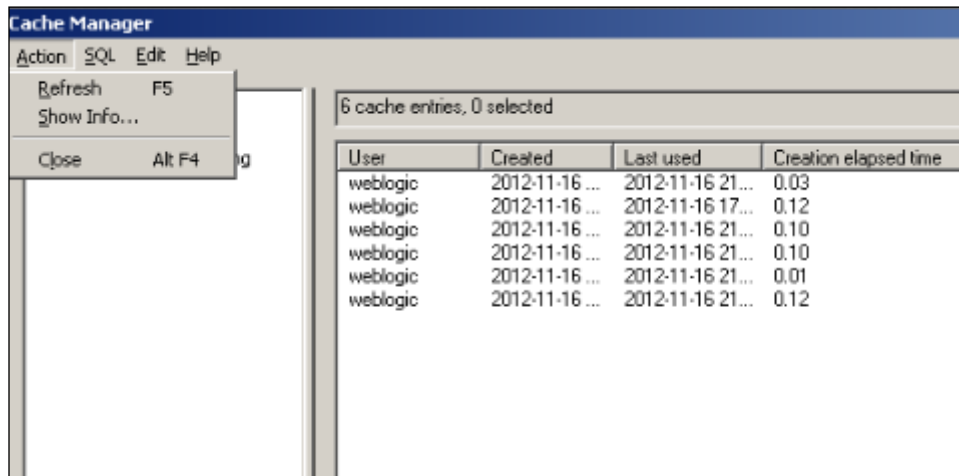 Cache Manager
Action SQL Edit Help
Refresh F5
Show Info...
Close Alt F4
6 cache entries, 0 selected
User Created Last used Creation elapsed time
weblogic 2012-11-16 ... 2012-11-16 21... 0.03
weblogic 2012-11-16 ... 2012-11-16 17... 0.12
weblogic 2012-11-16 ... 2012-11-16 21... 0.10
weblogic 2012-11-16 ... 2012-11-16 21... 0.10
weblogic 2012-11-16 ... 2012-11-16 21... 0.01
weblogic 2012-11-16 ... 2012-11-16 21... 0.12